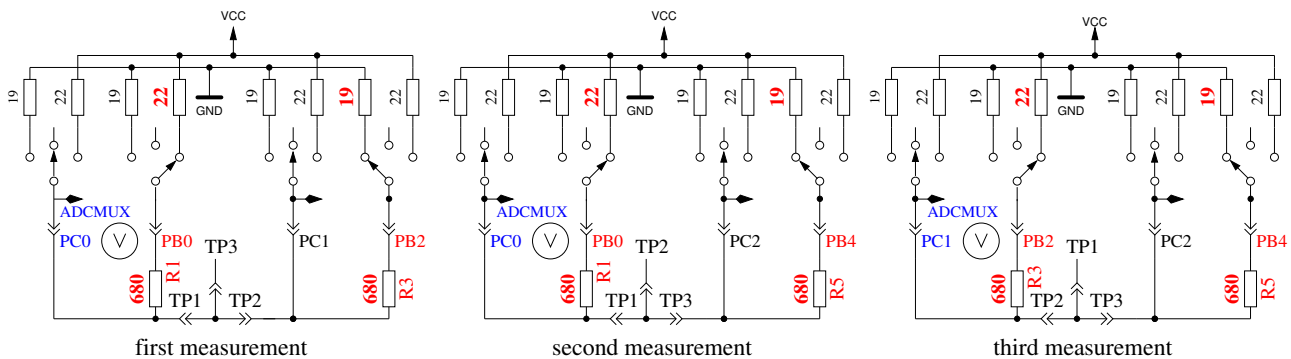 VCC
19
22
19
22
GND
19
22
19
22
ADCMUX
PC0
V
PB0
TP3
PC1
PB2
680
R1
TP1
TP2
680
R3
first measurement
VCC
19
22
19
22
GND
19
22
19
22
ADCMUX
PC0
V
PB0
TP2
PC2
PB4
680
R1
TP1
TP3
680
R5
second measurement
VCC
19
22
19
22
GND
19
22
19
22
ADCMUX
PC1
V
PB2
TP1
PC2
PB4
680
R3
TP2
TP3
680
R5
third measurement